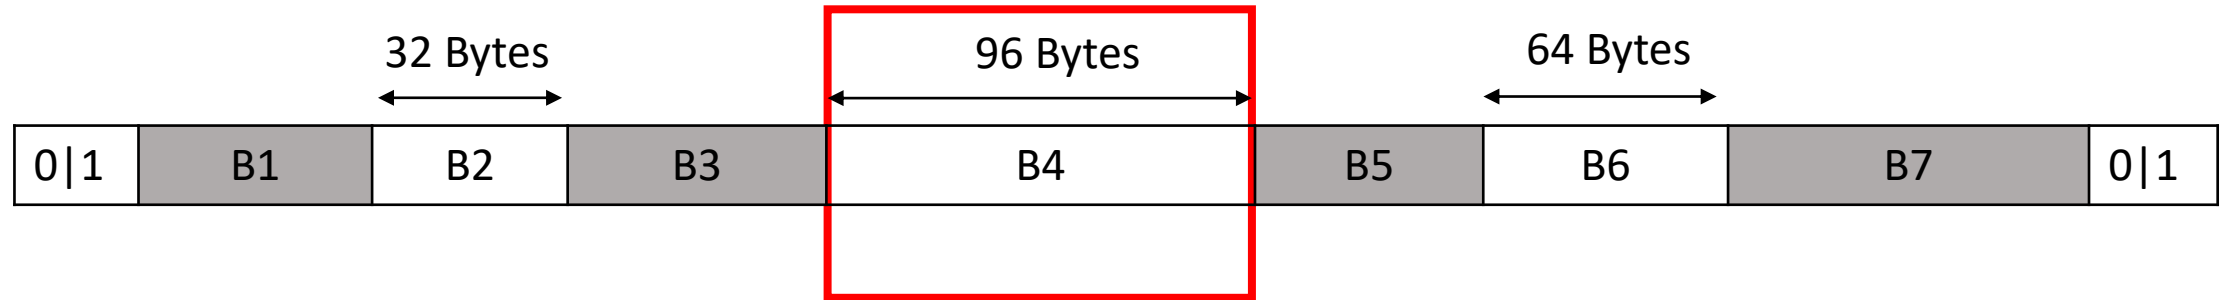 32 Bytes
96 Bytes
64 Bytes
0|1 B1 B2 B3 B4 B5 B6 B7 0|1